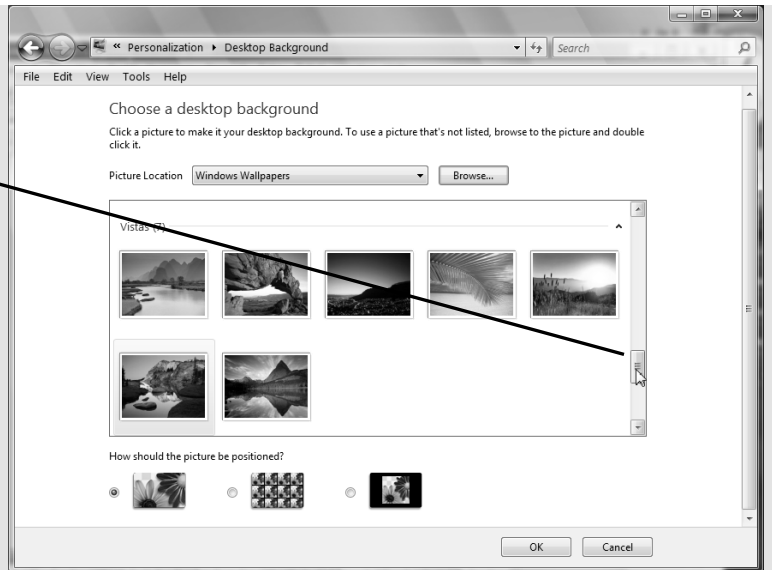 « Personalization ▸ Desktop Background
Search
File Edit View Tools Help
Choose a desktop background
Click a picture to make it your desktop background. To use a picture that's not listed, browse to the picture and double
click it.
Picture Location Windows Wallpapers Browse...
Vistas (7)
How should the picture be positioned?
OK Cancel